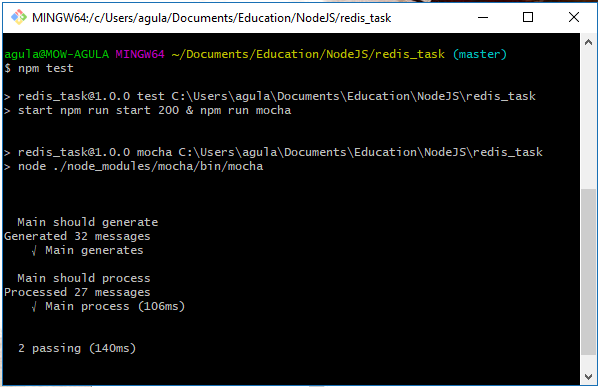 MINGW64:/c/Users/agula/Documents/Education/NodeJS/redis_task
agula@MOW-AGULA MINGW64 ~/Documents/Education/NodeJS/redis_task (master)
$ npm test
> redis_task@1.0.0 test C:\Users\agula\Documents\Education\NodeJS\redis_task
> start npm run start 200 & npm run mocha
> redis_task@1.0.0 mocha C:\Users\agula\Documents\Education\NodeJS\redis_task
> node ./node_modules/mocha/bin/mocha
Main should generate
Generated 32 messages
√ Main generates
Main should process
Processed 27 messages
√ Main process (106ms)
2 passing (140ms)